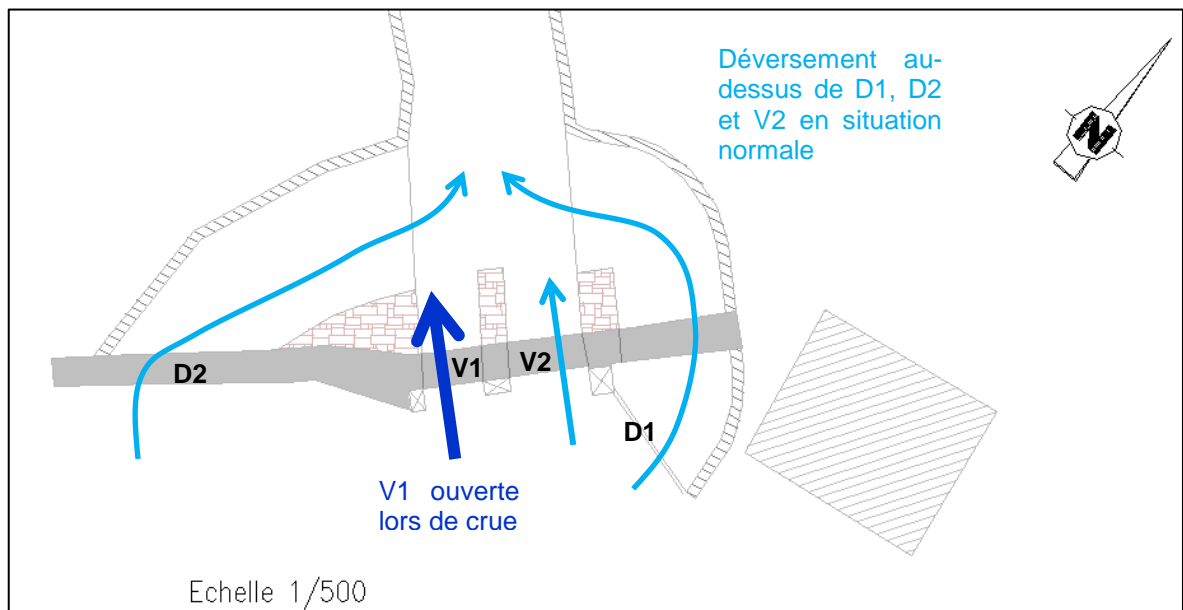 Déversement au-
dessus de D1, D2
et V2 en situation
normale
N
D2
V1
V2
D1
V1 ouverte
lors de crue
Echelle 1/500